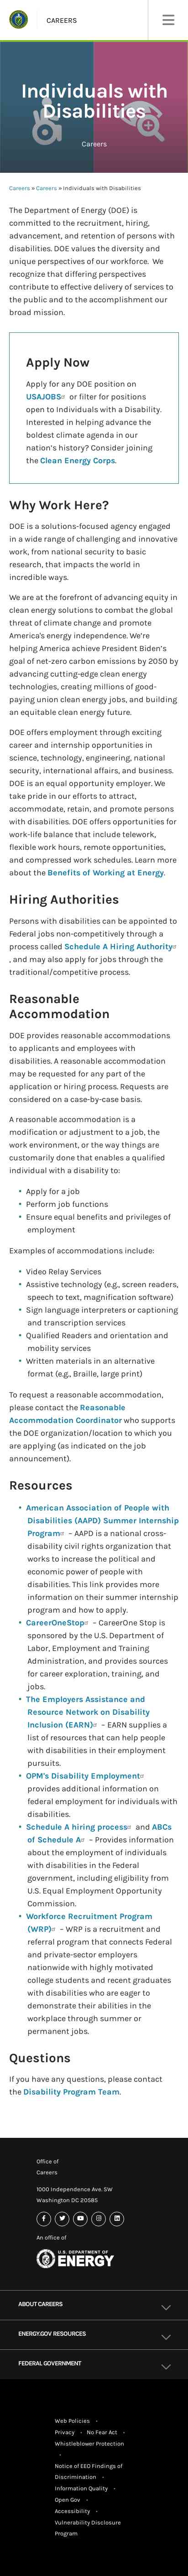 CAREERS
Individuals with
Disabilities
Careers
Careers » Careers » Individuals with Disabilities
The Department of Energy (DOE) is
committed to the recruitment, hiring,
advancement, and retention of persons with
disabilities. DOE values the diversity and
unique perspectives of our workforce.  We
recognize that differing perspectives
contribute to effective delivery of services to
the public and to the accomplishment of our
broad mission.
Apply Now
Apply for any DOE position on
USAJOBS or filter for positions
open to Individuals with a Disability.
Interested in helping advance the
boldest climate agenda in our
nation’s history? Consider joining
the Clean Energy Corps.
Why Work Here?
DOE is a solutions-focused agency engaged
in a wide range of challenging and innovative
work, from national security to basic
research, that impacts the world in
incredible ways.
We are at the forefront of advancing equity in
clean energy solutions to combat the global
threat of climate change and promote
America's energy independence. We’re
helping America achieve President Biden’s
goal of net-zero carbon emissions by 2050 by
advancing cutting-edge clean energy
technologies, creating millions of good-
paying union clean energy jobs, and building
an equitable clean energy future.
DOE offers employment through exciting
career and internship opportunities in
science, technology, engineering, national
security, international affairs, and business.
DOE is an equal opportunity employer. We
take pride in our efforts to attract,
accommodate, retain, and promote persons
with disabilities. DOE offers opportunities for
work-life balance that include telework,
flexible work hours, remote opportunities,
and compressed work schedules. Learn more
about the Benefits of Working at Energy.
Hiring Authorities
Persons with disabilities can be appointed to
Federal jobs non-competitively through a
process called Schedule A Hiring Authority
, and may also apply for jobs through the
traditional/competitive process.
Reasonable
Accommodation
DOE provides reasonable accommodations
to applicants and employees with
disabilities. A reasonable accommodation
may be requested for any part of the
application or hiring process. Requests are
considered on a case-by-case basis.
A reasonable accommodation is a
modification or adjustment to a job, the
work environment, or the way things are
customarily done that enables a qualified
individual with a disability to:
• Apply for a job
• Perform job functions
• Ensure equal benefits and privileges of
employment
Examples of accommodations include:
• Video Relay Services
• Assistive technology (e.g., screen readers,
speech to text, magnification software)
• Sign language interpreters or captioning
and transcription services
• Qualified Readers and orientation and
mobility services
• Written materials in an alternative
format (e.g., Braille, large print)
To request a reasonable accommodation,
please contact the Reasonable
Accommodation Coordinator who supports
the DOE organization/location to which you
are applying (as indicated on the job
announcement).
Resources
• American Association of People with
Disabilities (AAPD) Summer Internship
Program – AAPD is a national cross-
disability civil rights organization that
works to promote equal opportunity,
independent living, inclusion, and the
economic power of people with
disabilities. This link provides more
information on their summer internship
program and how to apply.
• CareerOneStop – CareerOne Stop is
sponsored by the U.S. Department of
Labor, Employment and Training
Administration, and provides sources
for career exploration, training, and
jobs.
• The Employers Assistance and
Resource Network on Disability
Inclusion (EARN) – EARN supplies a
list of resources that can help with a
disabled veteran’s employment
pursuits.
• OPM's Disability Employment
provides additional information on
federal employment for individuals with
disabilities.
• Schedule A hiring process and ABCs
of Schedule A – Provides information
about the employment of individuals
with disabilities in the Federal
government, including eligibility for
U.S. Equal Employment Opportunity
Commission.
• Workforce Recruitment Program
(WRP) – WRP is a recruitment and
referral program that connects Federal
and private-sector employers
nationwide with highly motivated
college students and recent graduates
with disabilities who are eager to
demonstrate their abilities in the
workplace through summer or
permanent jobs.
Questions
If you have any questions, please contact
the Disability Program Team.
Office of
Careers
1000 Independence Ave. SW
Washington DC 20585
An office of
U.S. DEPARTMENT OF
ENERGY
ABOUT CAREERS
ENERGY.GOV RESOURCES
FEDERAL GOVERNMENT
Web Policies •
Privacy • No Fear Act •
Whistleblower Protection
•
Notice of EEO Findings of
Discrimination •
Information Quality •
Open Gov •
Accessibility •
Vulnerability Disclosure
Program